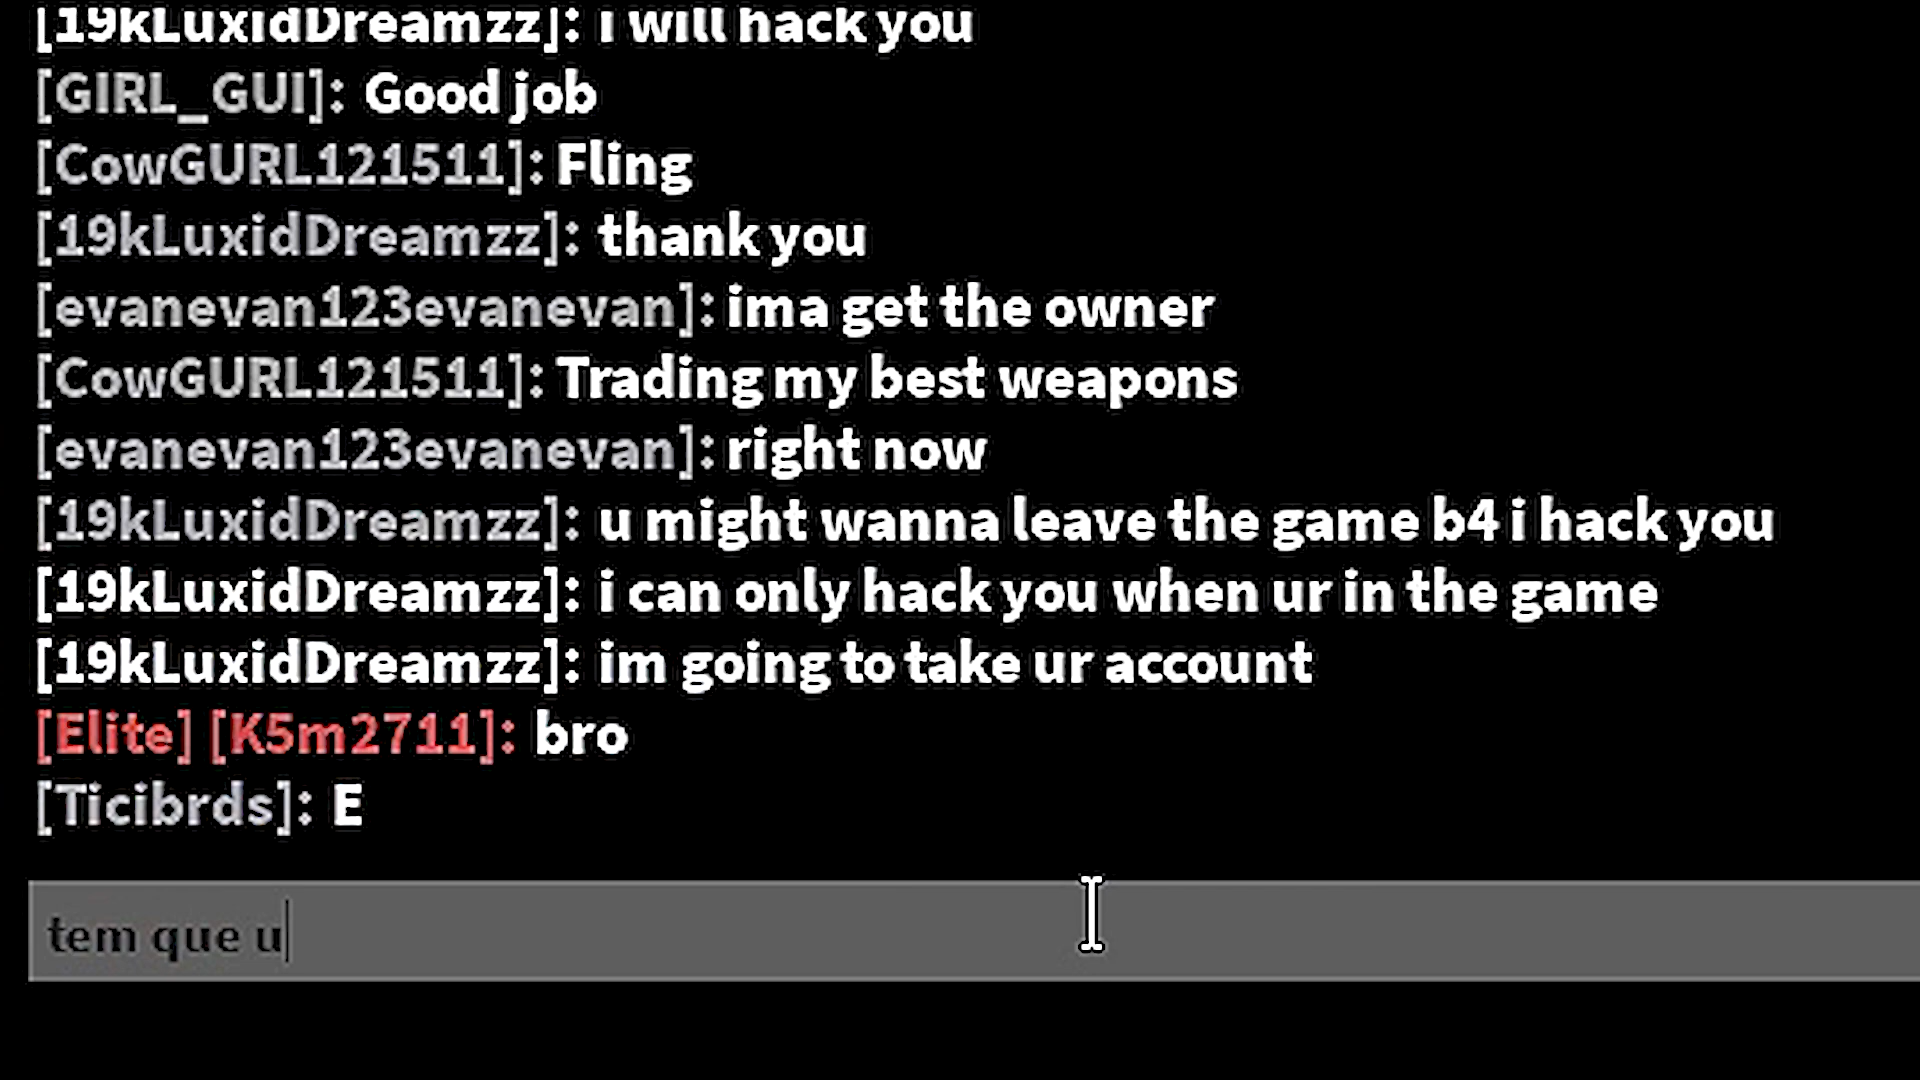 [19kLuxidDreamzz]: i will hack you
[GIRL_GUI]: Good job
[CowGURL121511]: Fling
[19kLuxidDreamzz]: thank you
[evanevan123evanevan]: ima get the owner
[CowGURL121511]: Trading my best weapons
[evanevan123evanevan]: right now
[19kLuxidDreamzz]: u might wanna leave the game b4 i hack you
[19kLuxidDreamzz]: i can only hack you when ur in the game
[19kLuxidDreamzz]: im going to take ur account
[Elite] [K5m2711]: bro
[Ticibrds]: E
tem que u